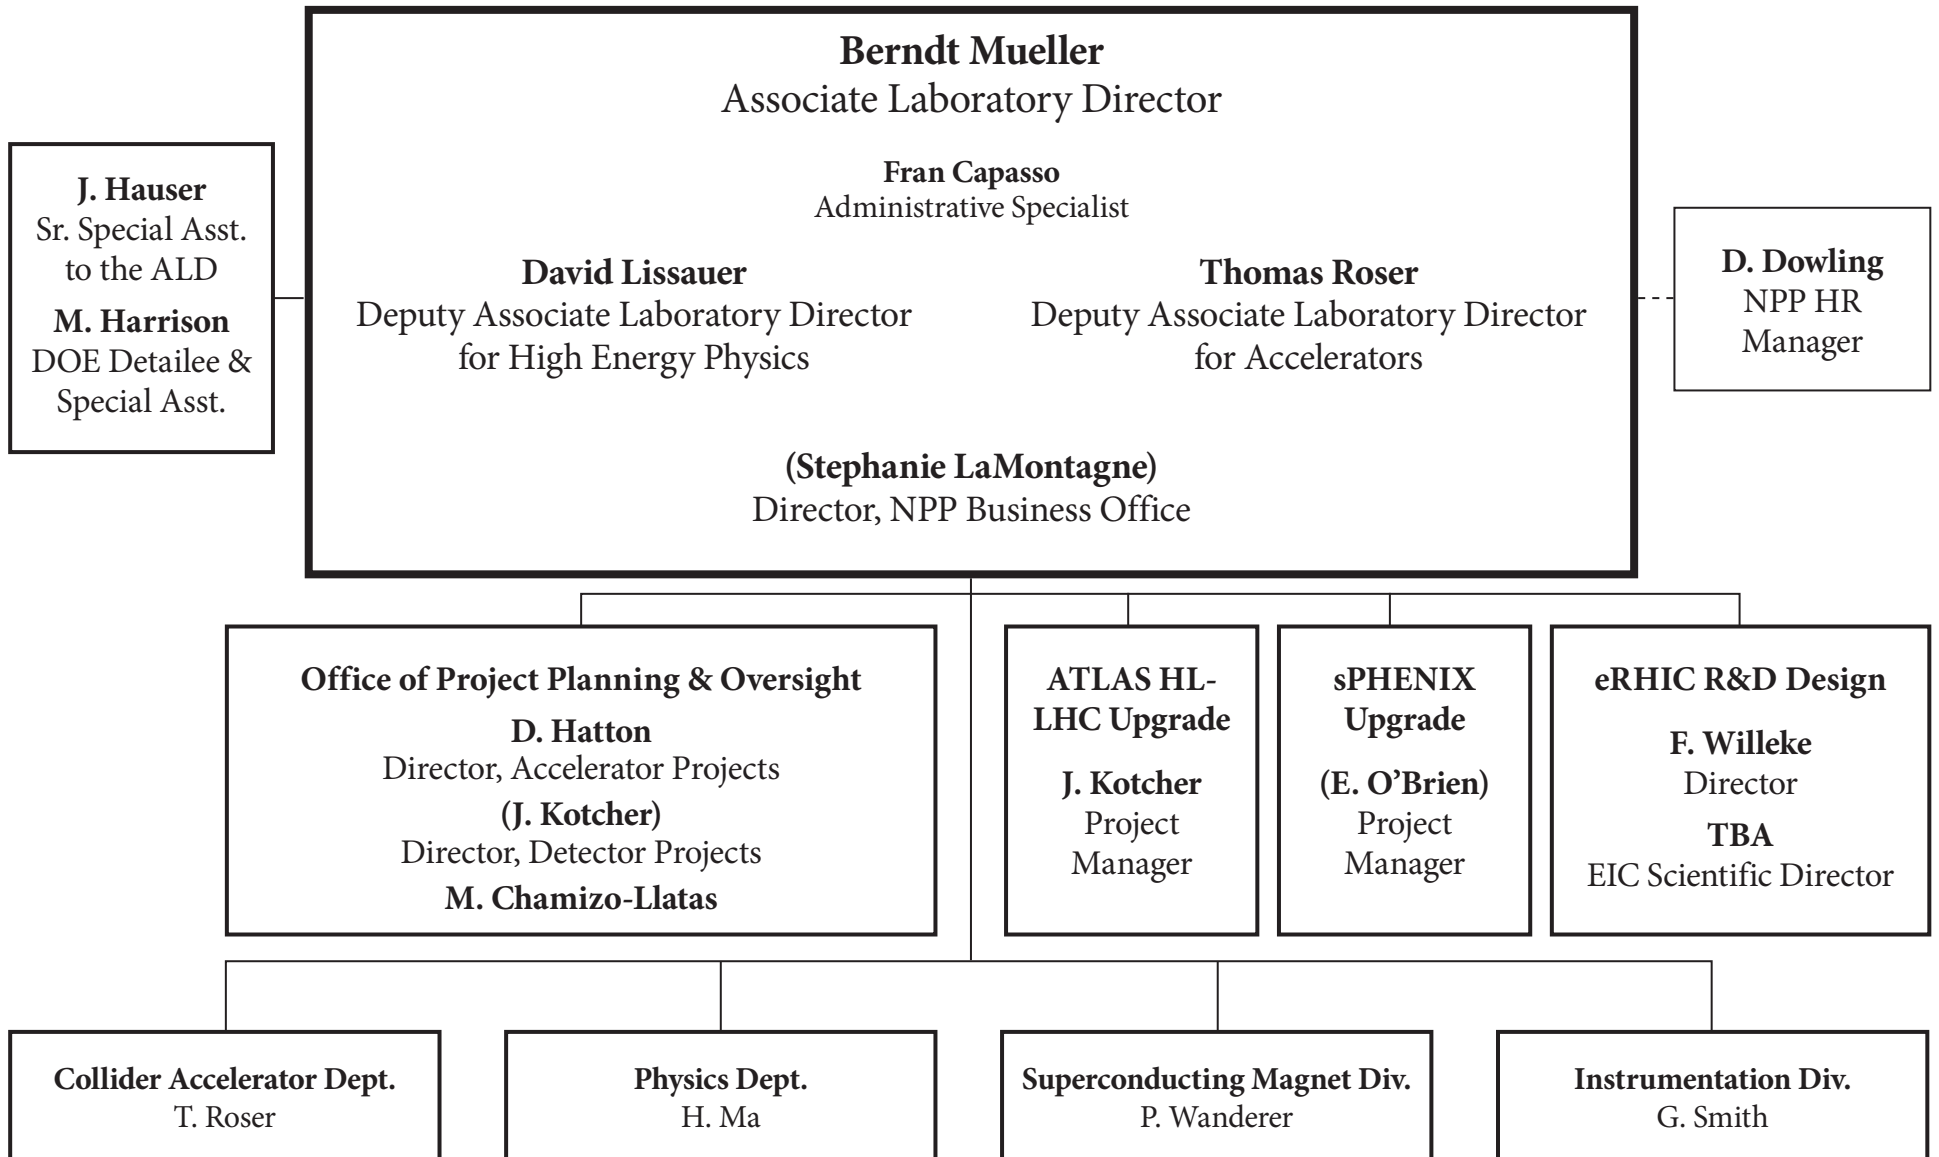 Berndt Mueller
Associate Laboratory Director
Fran Capasso
Administrative Specialist
David Lissauer
Deputy Associate Laboratory Director
for High Energy Physics
Thomas Roser
Deputy Associate Laboratory Director
for Accelerators
(Stephanie LaMontagne)
Director, NPP Business Office
J. Hauser
Sr. Special Asst.
to the ALD
M. Harrison
DOE Detailee &
Special Asst.
D. Dowling
NPP HR
Manager
Office of Project Planning & Oversight
D. Hatton
Director, Accelerator Projects
(J. Kotcher)
Director, Detector Projects
M. Chamizo-Llatas
ATLAS HL-
LHC Upgrade
J. Kotcher
Project
Manager
sPHENIX
Upgrade
(E. O’Brien)
Project
Manager
eRHIC R&D Design
F. Willeke
Director
TBA
EIC Scientific Director
Collider Accelerator Dept.
T. Roser
Physics Dept.
H. Ma
Superconducting Magnet Div.
P. Wanderer
Instrumentation Div.
G. Smith